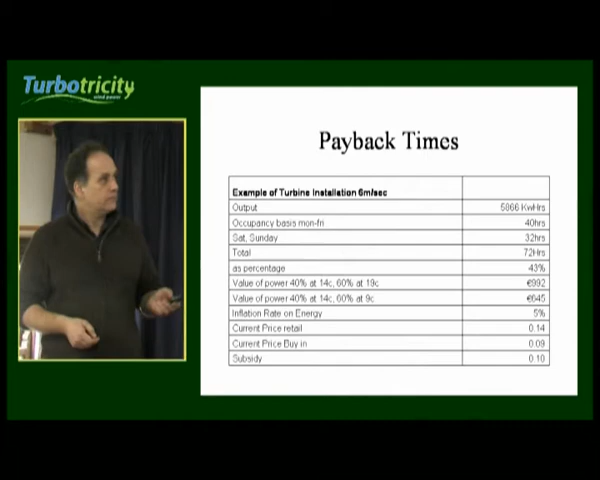 Turbotricity
wind power
Payback Times
Example of Turbine Installation 6m/sec
Output 5866 KwHrs
Occupancy basis mon-fri 40hrs
Sat, Sunday 32hrs
Total 72Hrs
as percentage 43%
Value of power 40% at 14c, 60% at 19c €992
Value of power 40% at 14c, 60% at 9c €645
Inflation Rate on Energy 5%
Current Price retail 0.14
Current Price Buy in 0.09
Subsidy 0.10